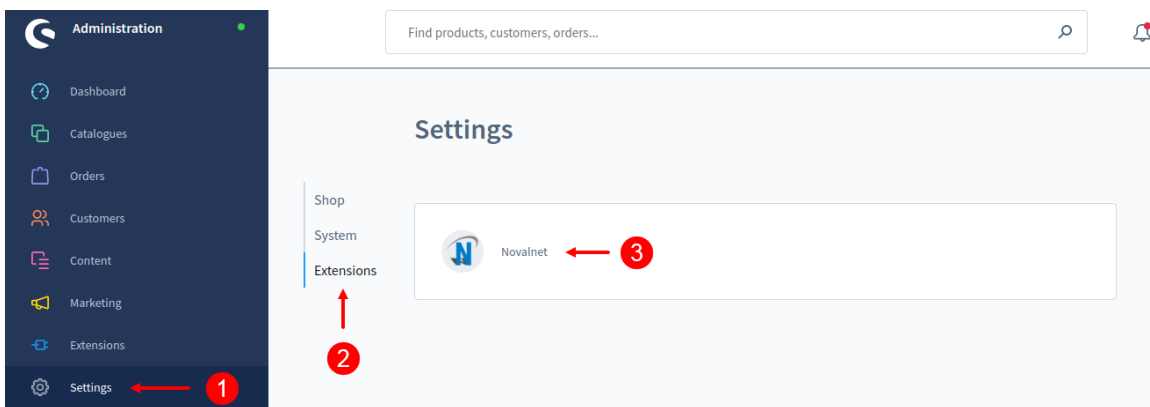 Administration
Find products, customers, orders...
Dashboard
Catalogues
Orders
Customers
Content
Marketing
Extensions
Settings
1
Settings
Shop
System
Extensions
2
N
Novalnet
3